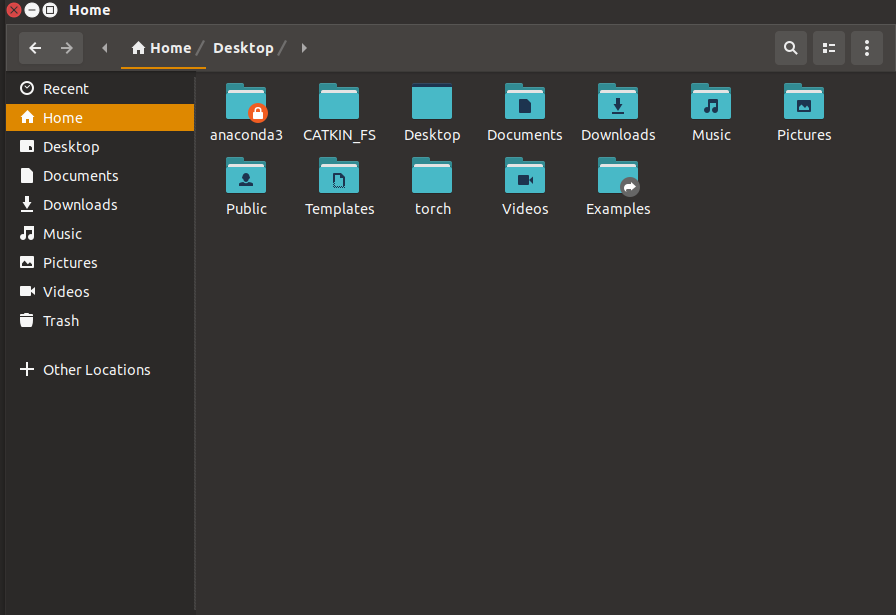 Home
Home / Desktop /
Recent
Home
Desktop
Documents
Downloads
Music
Pictures
Videos
Trash
Other Locations
anaconda3 CATKIN_FS Desktop Documents Downloads Music Pictures
Public Templates torch Videos Examples